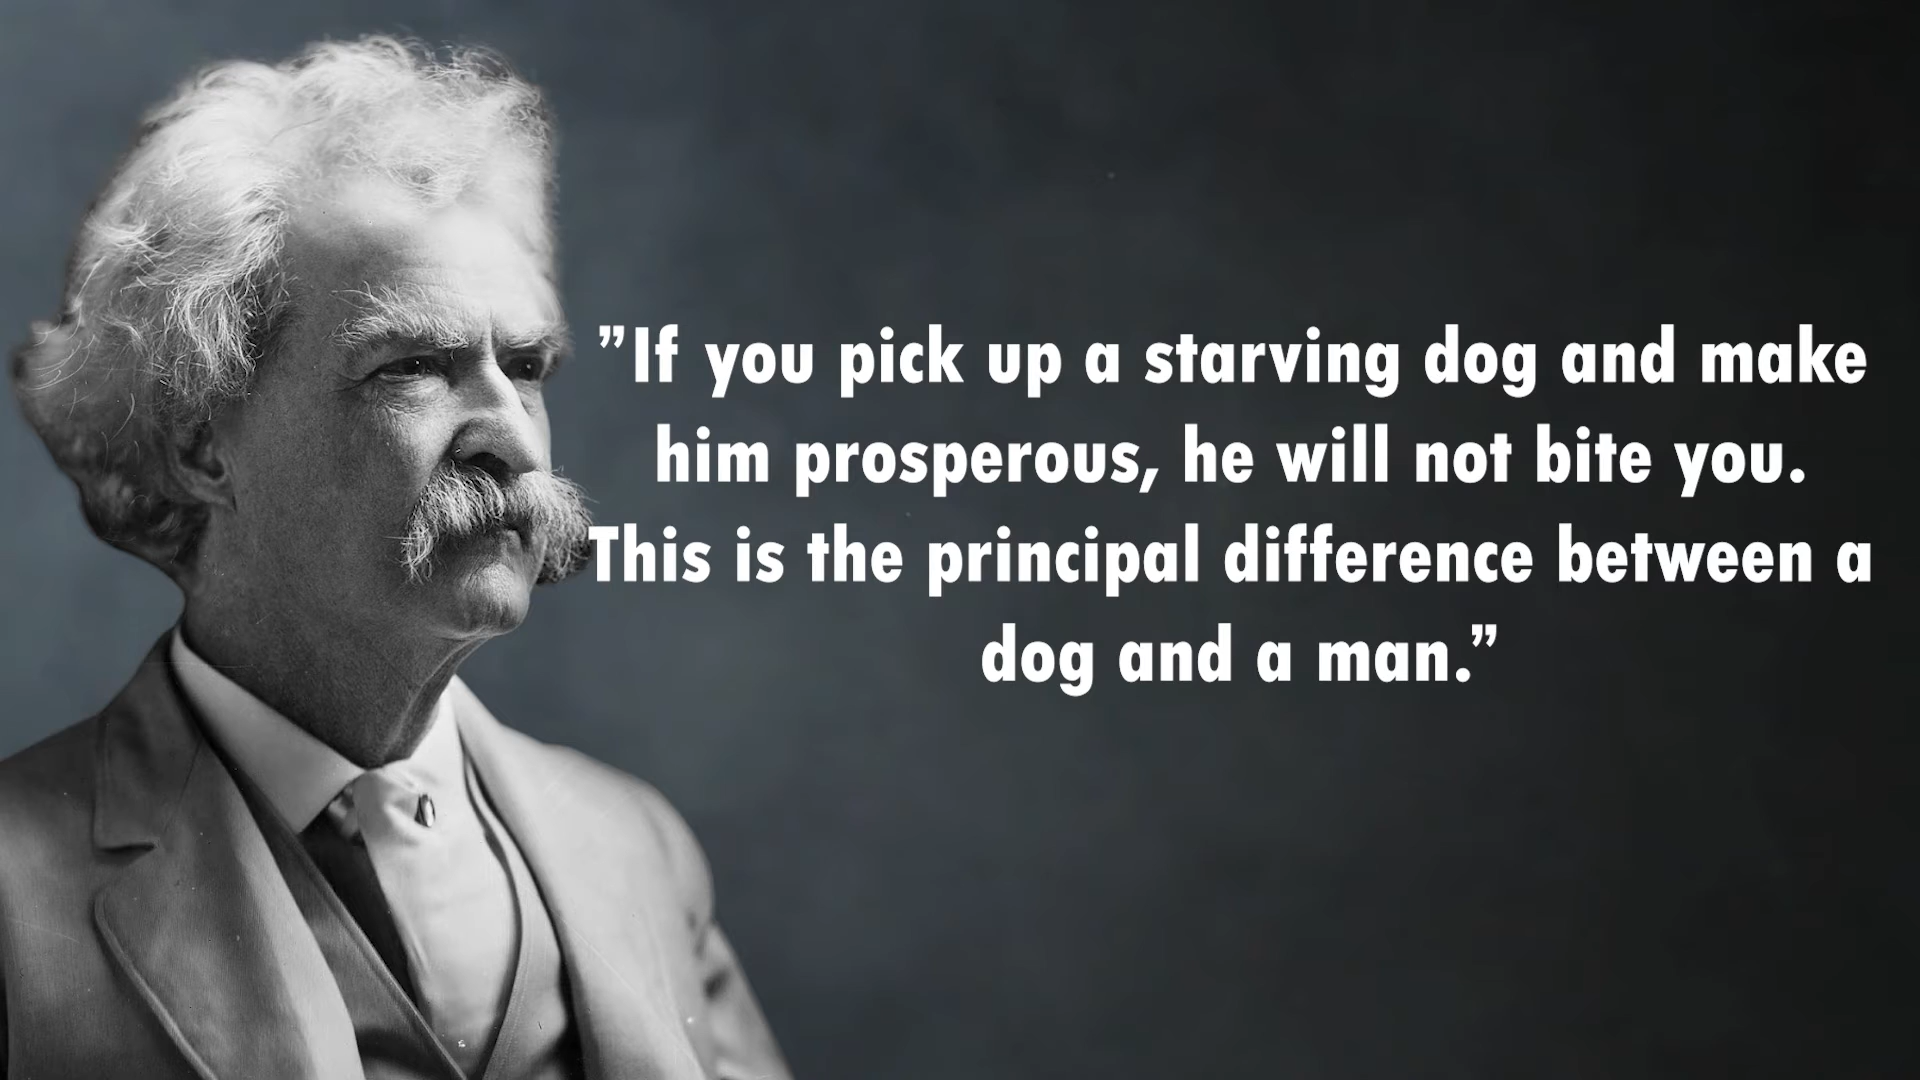 ”If you pick up a starving dog and make
him prosperous, he will not bite you.
This is the principal difference between a
dog and a man.”